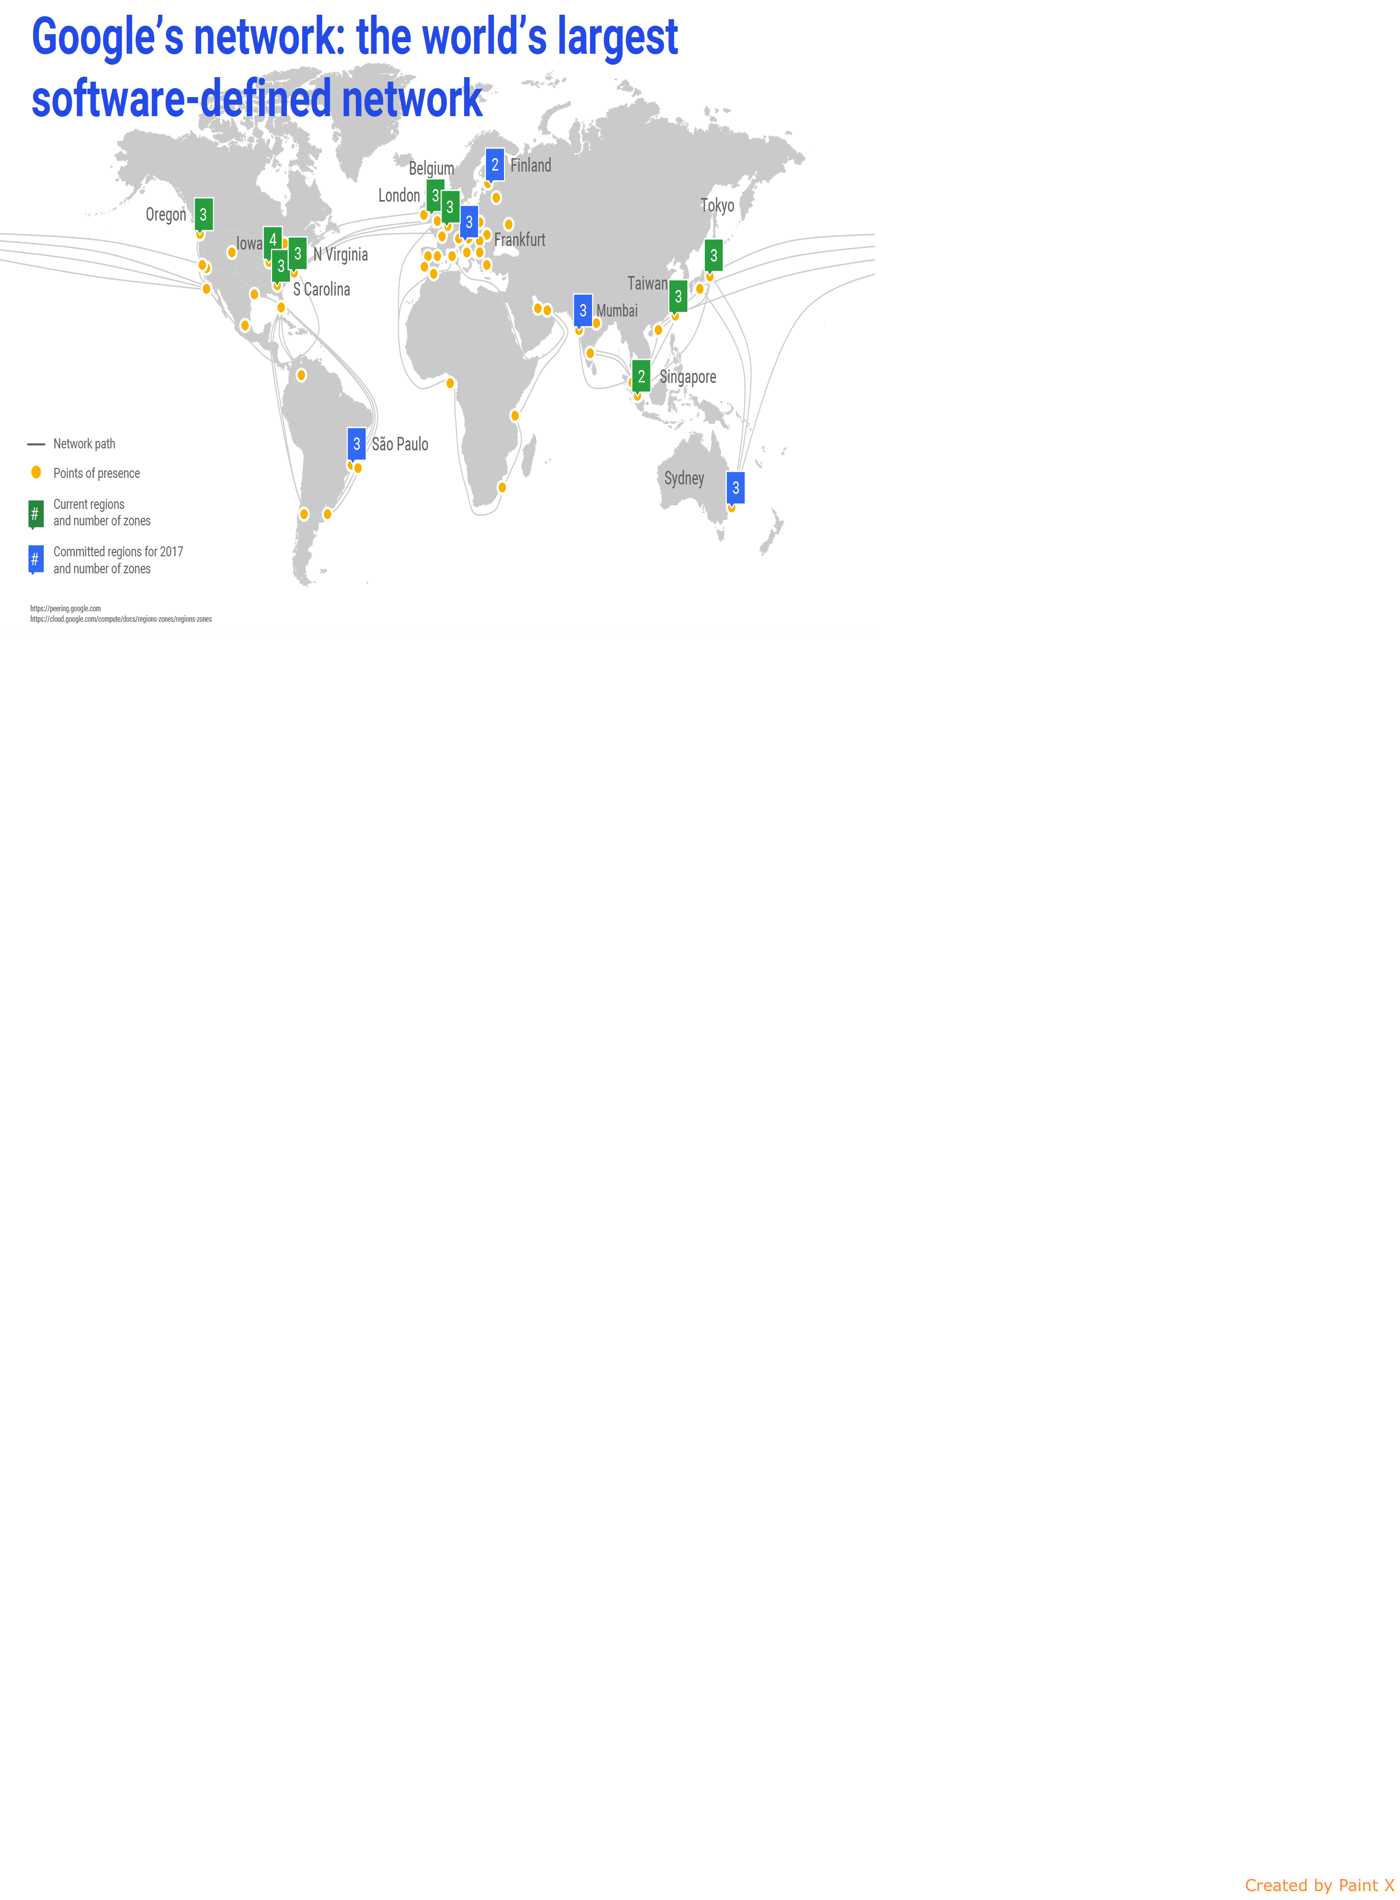 Google’s network: the world’s largest
software-defined network
Belgium
2
Finland
London
3
3
Oregon
3
Tokyo
3
Frankfurt
Iowa
4
3
N Virginia
3
3
S Carolina
Taiwan
3
3
Mumbai
2
Singapore
3
São Paulo
Sydney
3
Network path
Points of presence
#
Current regions
and number of zones
#
Committed regions for 2017
and number of zones
https://peering.google.com
https://cloud.google.com/compute/docs/regions-zones/regions-zones
Created by Paint X